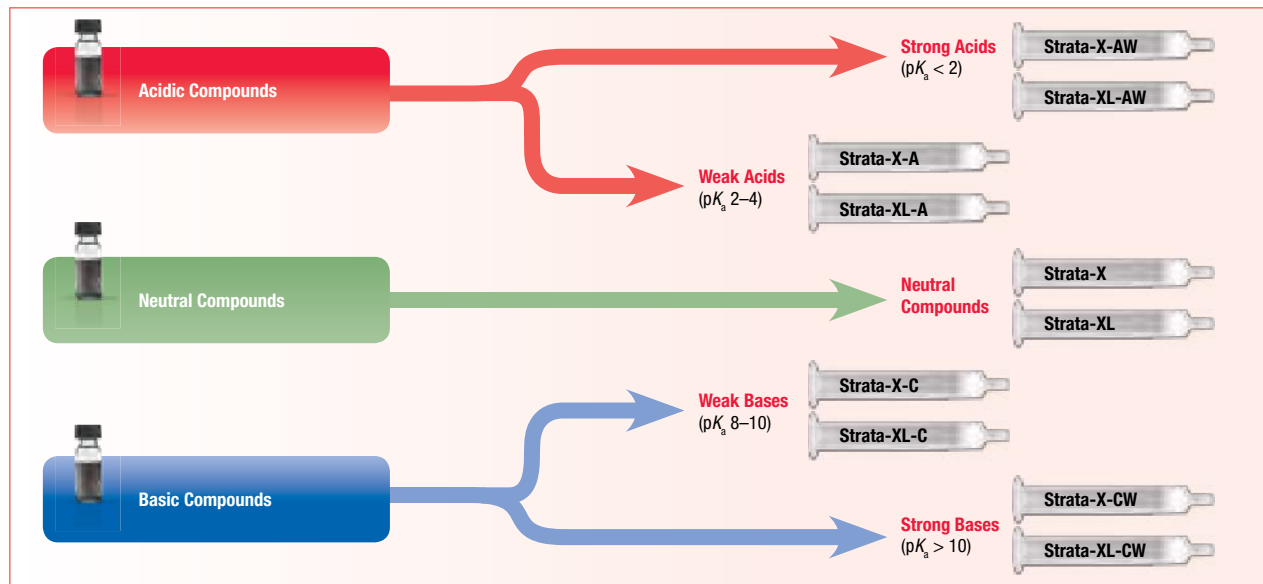 Acidic Compounds
Strong Acids
(pKa < 2)
Strata-X-AW
Strata-XL-AW
Weak Acids
(pKa 2–4)
Strata-X-A
Strata-XL-A
Neutral Compounds
Neutral
Compounds
Strata-X
Strata-XL
Basic Compounds
Weak Bases
(pKa 8–10)
Strata-X-C
Strata-XL-C
Strong Bases
(pKa > 10)
Strata-X-CW
Strata-XL-CW